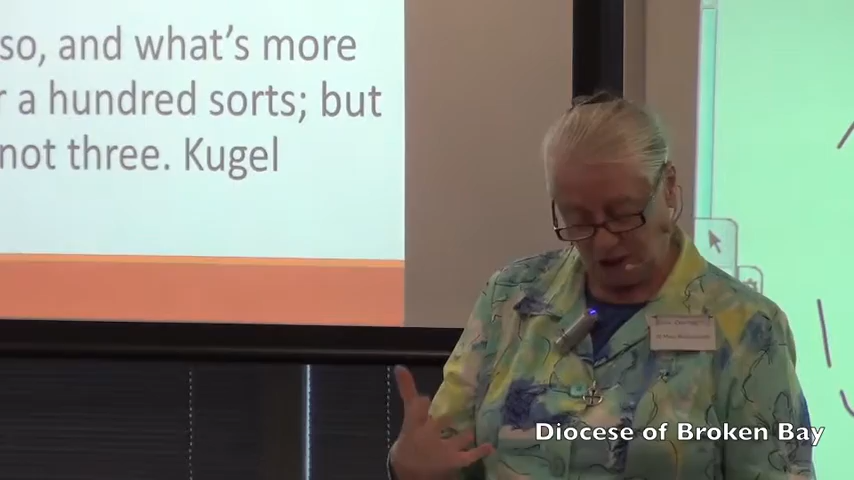 so, and what's more
r a hundred sorts; but
not three. Kugel
Diocese of Broken Bay